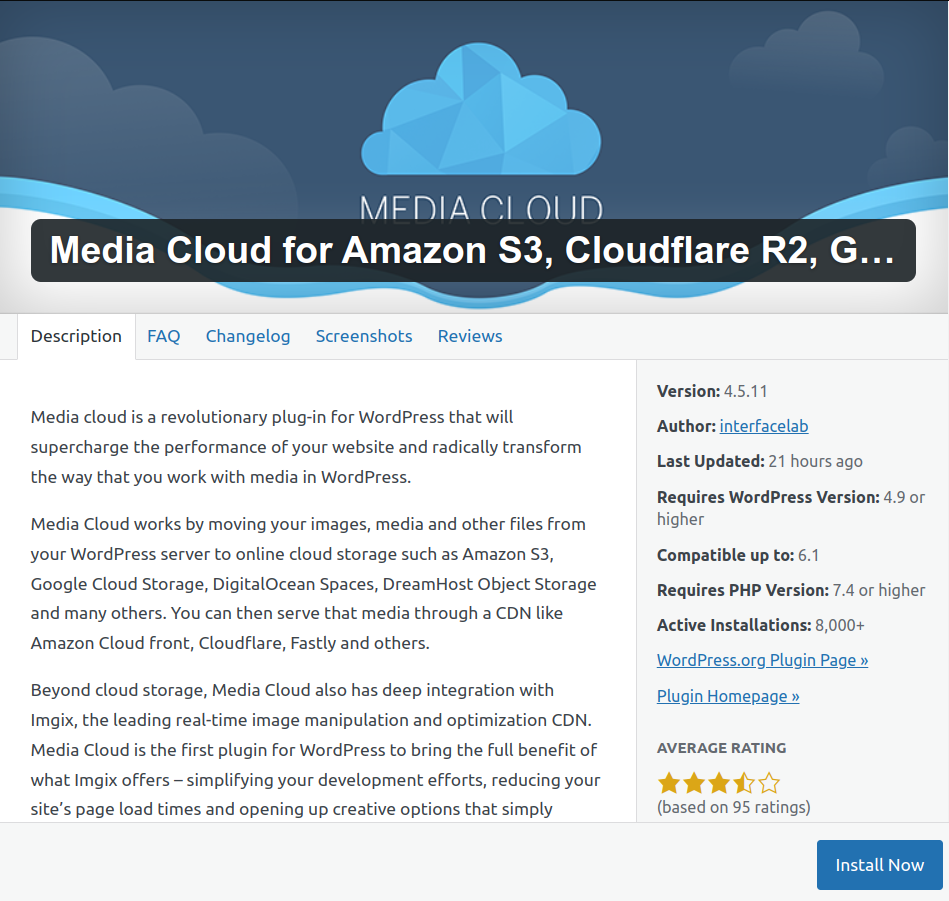 MEDIA CLOUD
Media Cloud for Amazon S3, Cloudflare R2, G...
Description FAQ Changelog Screenshots Reviews
Media cloud is a revolutionary plug-in for WordPress that will
supercharge the performance of your website and radically transform
the way that you work with media in WordPress.
Media Cloud works by moving your images, media and other files from
your WordPress server to online cloud storage such as Amazon S3,
Google Cloud Storage, DigitalOcean Spaces, DreamHost Object Storage
and many others. You can then serve that media through a CDN like
Amazon Cloud front, Cloudflare, Fastly and others.
Beyond cloud storage, Media Cloud also has deep integration with
Imgix, the leading real-time image manipulation and optimization CDN.
Media Cloud is the first plugin for WordPress to bring the full benefit of
what Imgix offers – simplifying your development efforts, reducing your
site’s page load times and opening up creative options that simply
Version: 4.5.11
Author: interfacelab
Last Updated: 21 hours ago
Requires WordPress Version: 4.9 or
higher
Compatible up to: 6.1
Requires PHP Version: 7.4 or higher
Active Installations: 8,000+
WordPress.org Plugin Page »
Plugin Homepage »
AVERAGE RATING
(based on 95 ratings)
Install Now